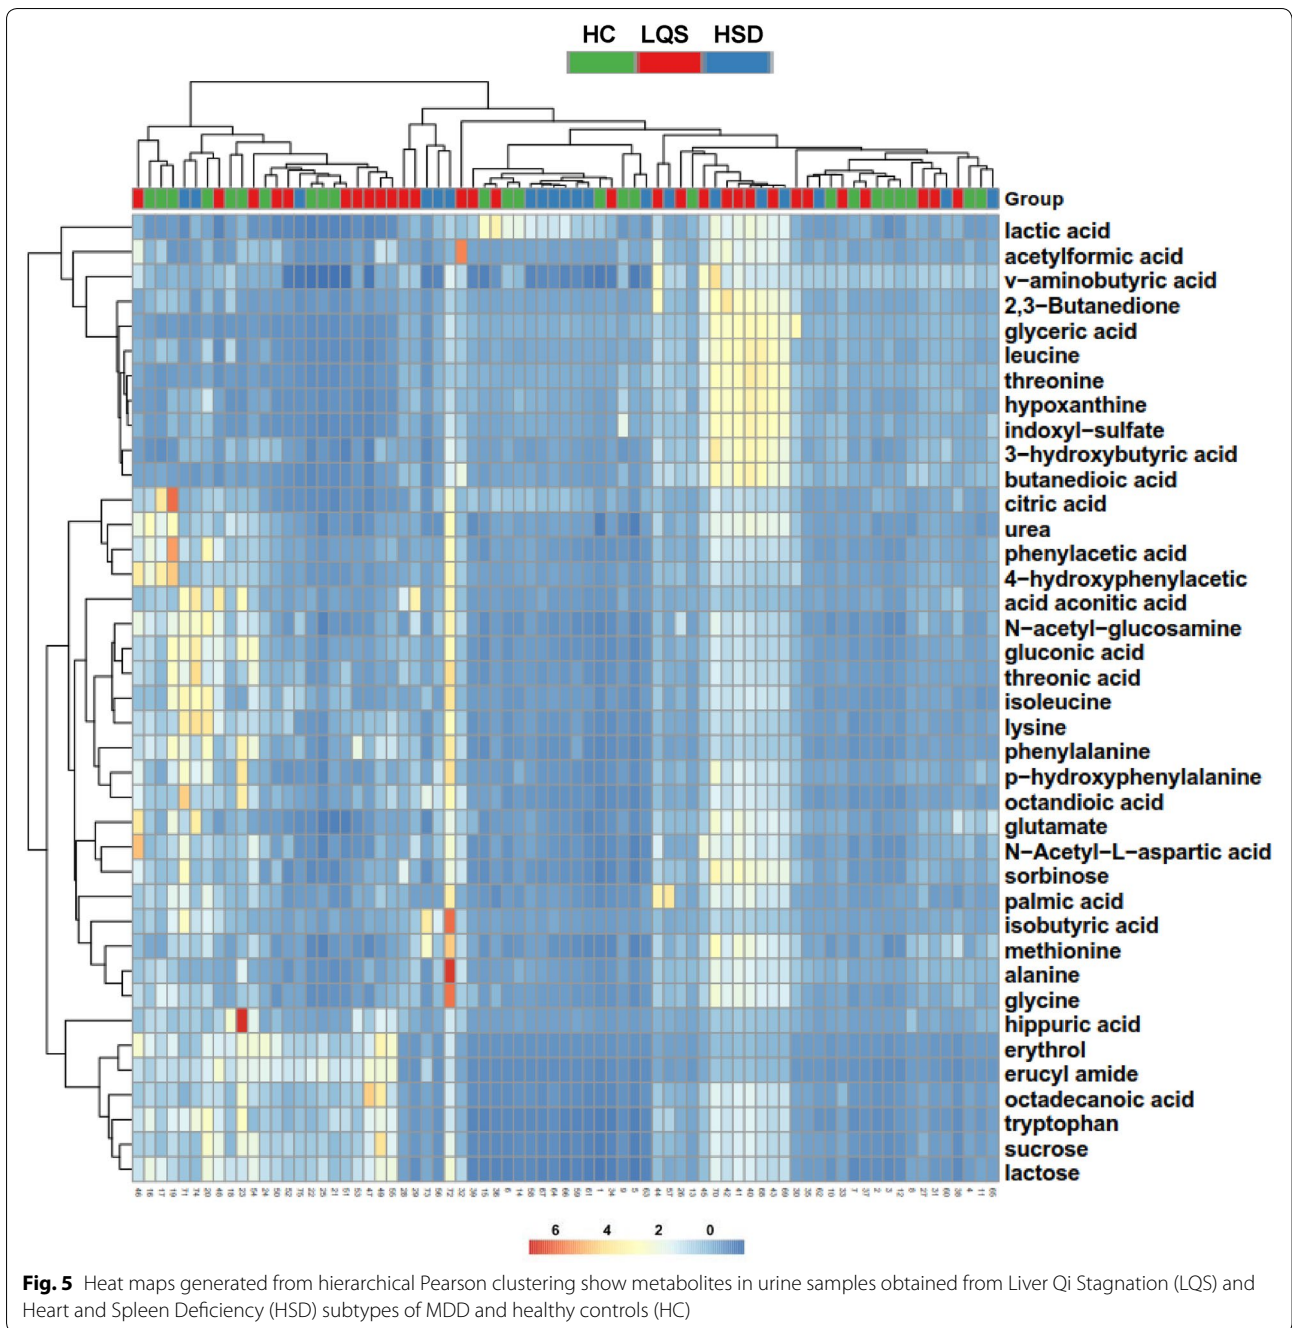 HC LQS HSD
Group
lactic acid
acetylformic acid
v−aminobutyric acid
2,3−Butanedione
glyceric acid
leucine
threonine
hypoxanthine
indoxyl−sulfate
3−hydroxybutyric acid
butanedioic acid
citric acid
urea
phenylacetic acid
4−hydroxyphenylacetic
acid aconitic acid
N−acetyl−glucosamine
gluconic acid
threonic acid
isoleucine
lysine
phenylalanine
p−hydroxyphenylalanine
octandioic acid
glutamate
N−Acetyl−L−aspartic acid
sorbinose
palmic acid
isobutyric acid
methionine
alanine
glycine
hippuric acid
erythrol
erucyl amide
octadecanoic acid
tryptophan
sucrose
lactose
6 4 2 0
Fig. 5 Heat maps generated from hierarchical Pearson clustering show metabolites in urine samples obtained from Liver Qi Stagnation (LQS) and
Heart and Spleen Deficiency (HSD) subtypes of MDD and healthy controls (HC)